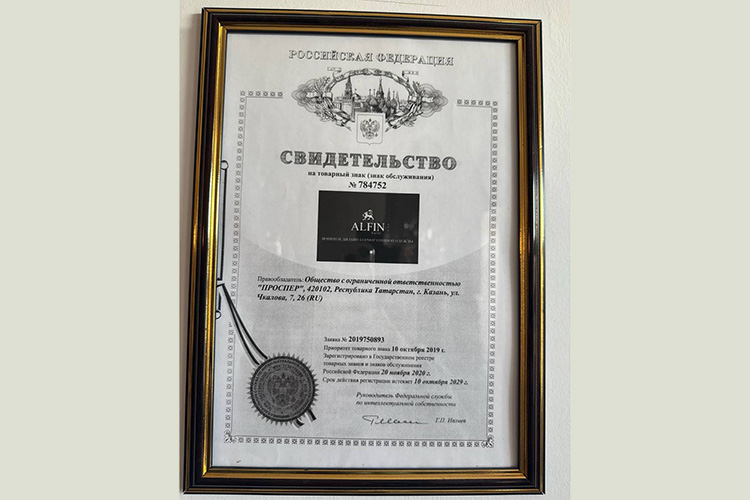 РОССИЙСКАЯ ФЕДЕРАЦИЯ
СВИДЕТЕЛЬСТВО
на товарный знак (знак обслуживания)
№ 784752
ALFIN
Правообладатель: Общество с ограниченной ответственностью
"ПРОСПЕР", 420102, Республика Татарстан, г. Казань, ул.
Чкалова, 7, 26 (RU)
Заявка № 2019750893
Приоритет товарного знака 10 октября 2019 г.
Зарегистрировано в Государственном реестре
товарных знаков и знаков обслуживания
Российской Федерации 20 ноября 2020 г.
Срок действия регистрации истекает 10 октября 2029 г.
Руководитель Федеральной службы
по интеллектуальной собственности
Г.П. Ивлиев